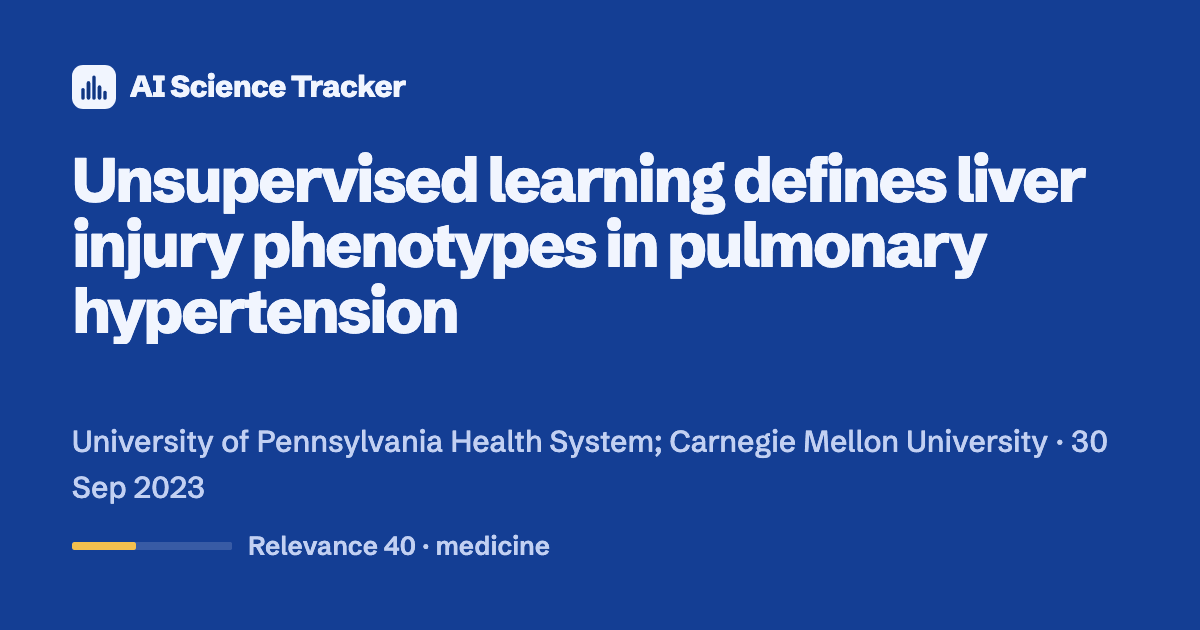 AI Science Tracker
Unsupervised learning defines liver
injury phenotypes in pulmonary
hypertension
University of Pennsylvania Health System; Carnegie Mellon University · 30
Sep 2023
Relevance 40 · medicine